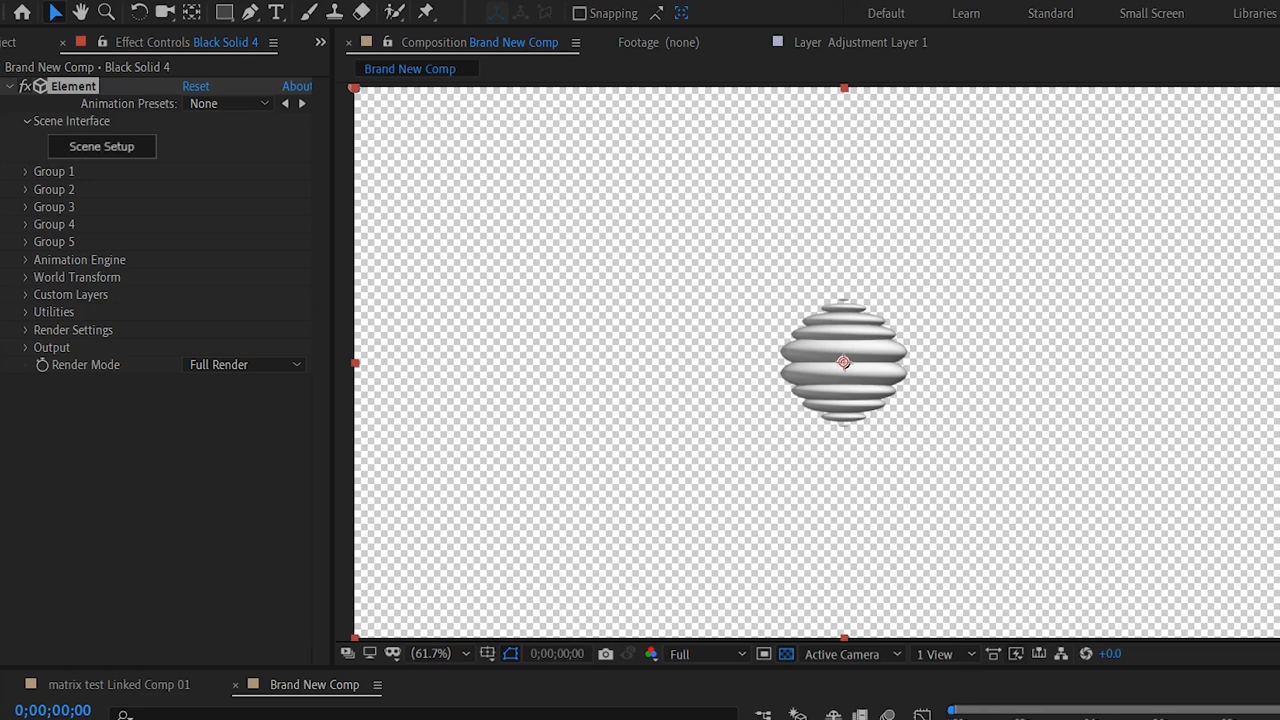 Snapping
Default
Learn
Standard
Small Screen
Libraries
ject
Effect Controls Black Solid 4
Composition Brand New Comp
Footage (none)
Layer Adjustment Layer 1
Brand New Comp • Black Solid 4
Brand New Comp
fx Element
Reset
About
Animation Presets:
None
Scene Interface
Scene Setup
Group 1
Group 2
Group 3
Group 4
Group 5
Animation Engine
World Transform
Custom Layers
Utilities
Render Settings
Output
Render Mode
Full Render
(61.7%)
0;00;00;00
Full
Active Camera
1 View
+0.0
matrix test Linked Comp 01
Brand New Comp
0;00;00;00